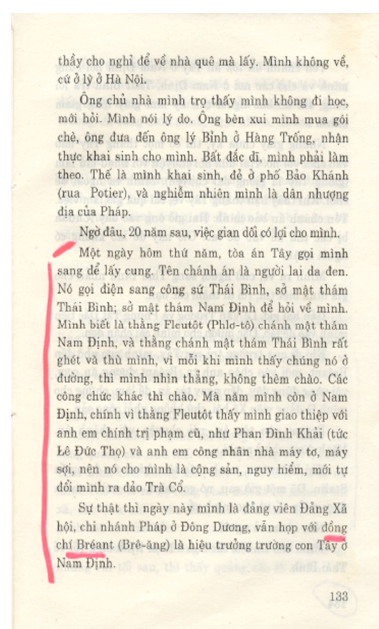 thầy cho nghỉ để về nhà quê mà lấy. Mình không về,
cứ ở lỳ ở Hà Nội.
Ông chủ nhà mình trọ thấy mình không đi học,
mới hỏi. Mình nói lý do. Ông bèn xui mình mua gói
chè, ông đưa đến ông lý Bỉnh ở Hàng Trống, nhận
thực khai sinh cho mình. Bất đắc dĩ, mình phải làm
theo. Thế là mình khai sinh, đẻ ở phố Bảo Khánh
(rua Potier), và nghiễm nhiên mình là dân nhượng
địa của Pháp.
Ngờ đâu, 20 năm sau, việc gian dối có lợi cho mình.
Một ngày hôm thứ năm, tòa án Tây gọi mình
sang để lấy cung. Tên chánh án là người lai da đen.
Nó gọi điện sang công sứ Thái Bình, sở mật thám
Thái Bình; sở mật thám Nam Định để hỏi về mình.
Mình biết là thằng Fleutôt (Phlơ-tô) chánh mật thám
Nam Định, và thằng chánh mật thám Thái Bình rất
ghét và thù mình, vì mỗi khi mình thấy chúng nó ở
đường, thì mình nhìn thẳng, không thèm chào. Các
công chức khác thì chào. Mà năm mình còn ở Nam
Định, chính vì thằng Fleutôt thấy mình giao thiệp với
anh em chính trị phạm cũ, như Phan Đình Khải (tức
Lê Đức Thọ) và anh em công nhân nhà máy tơ, máy
sợi, nên nó cho mình là cộng sản, nguy hiểm, mới tự
đổi mình ra đảo Trà Cổ.
Sự thật thì ngày này mình là đảng viên Đảng Xã
hội, chi nhánh Pháp ở Đông Dương, vẫn họp với đồng
chí Bréant (Brê-ăng) là hiệu trưởng trường con Tây ở
Nam Định.
133